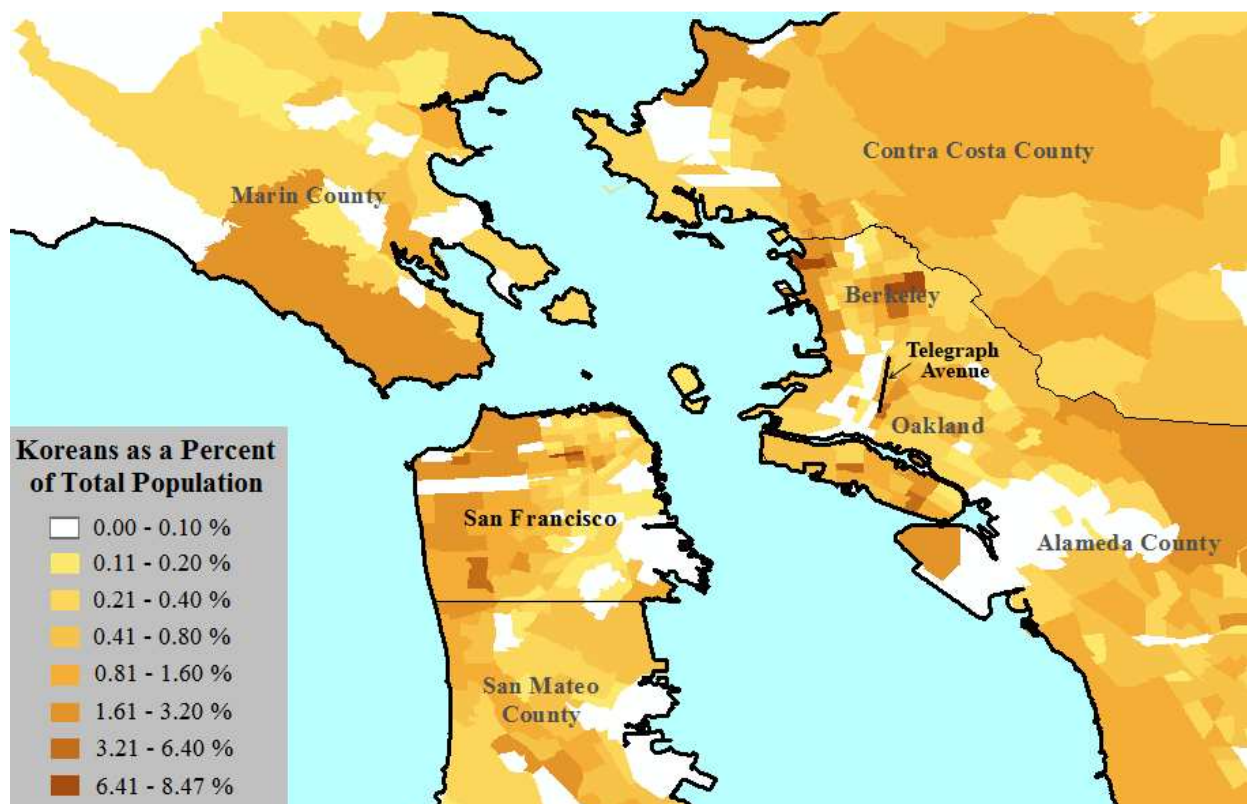 Contra Costa County
Marin County
Berkeley
Telegraph
Avenue
Oakland
Koreans as a Percent
of Total Population
0.00 - 0.10 %
0.11 - 0.20 %
0.21 - 0.40 %
0.41 - 0.80 %
0.81 - 1.60 %
1.61 - 3.20 %
3.21 - 6.40 %
6.41 - 8.47 %
San Francisco
Alameda County
San Mateo
County